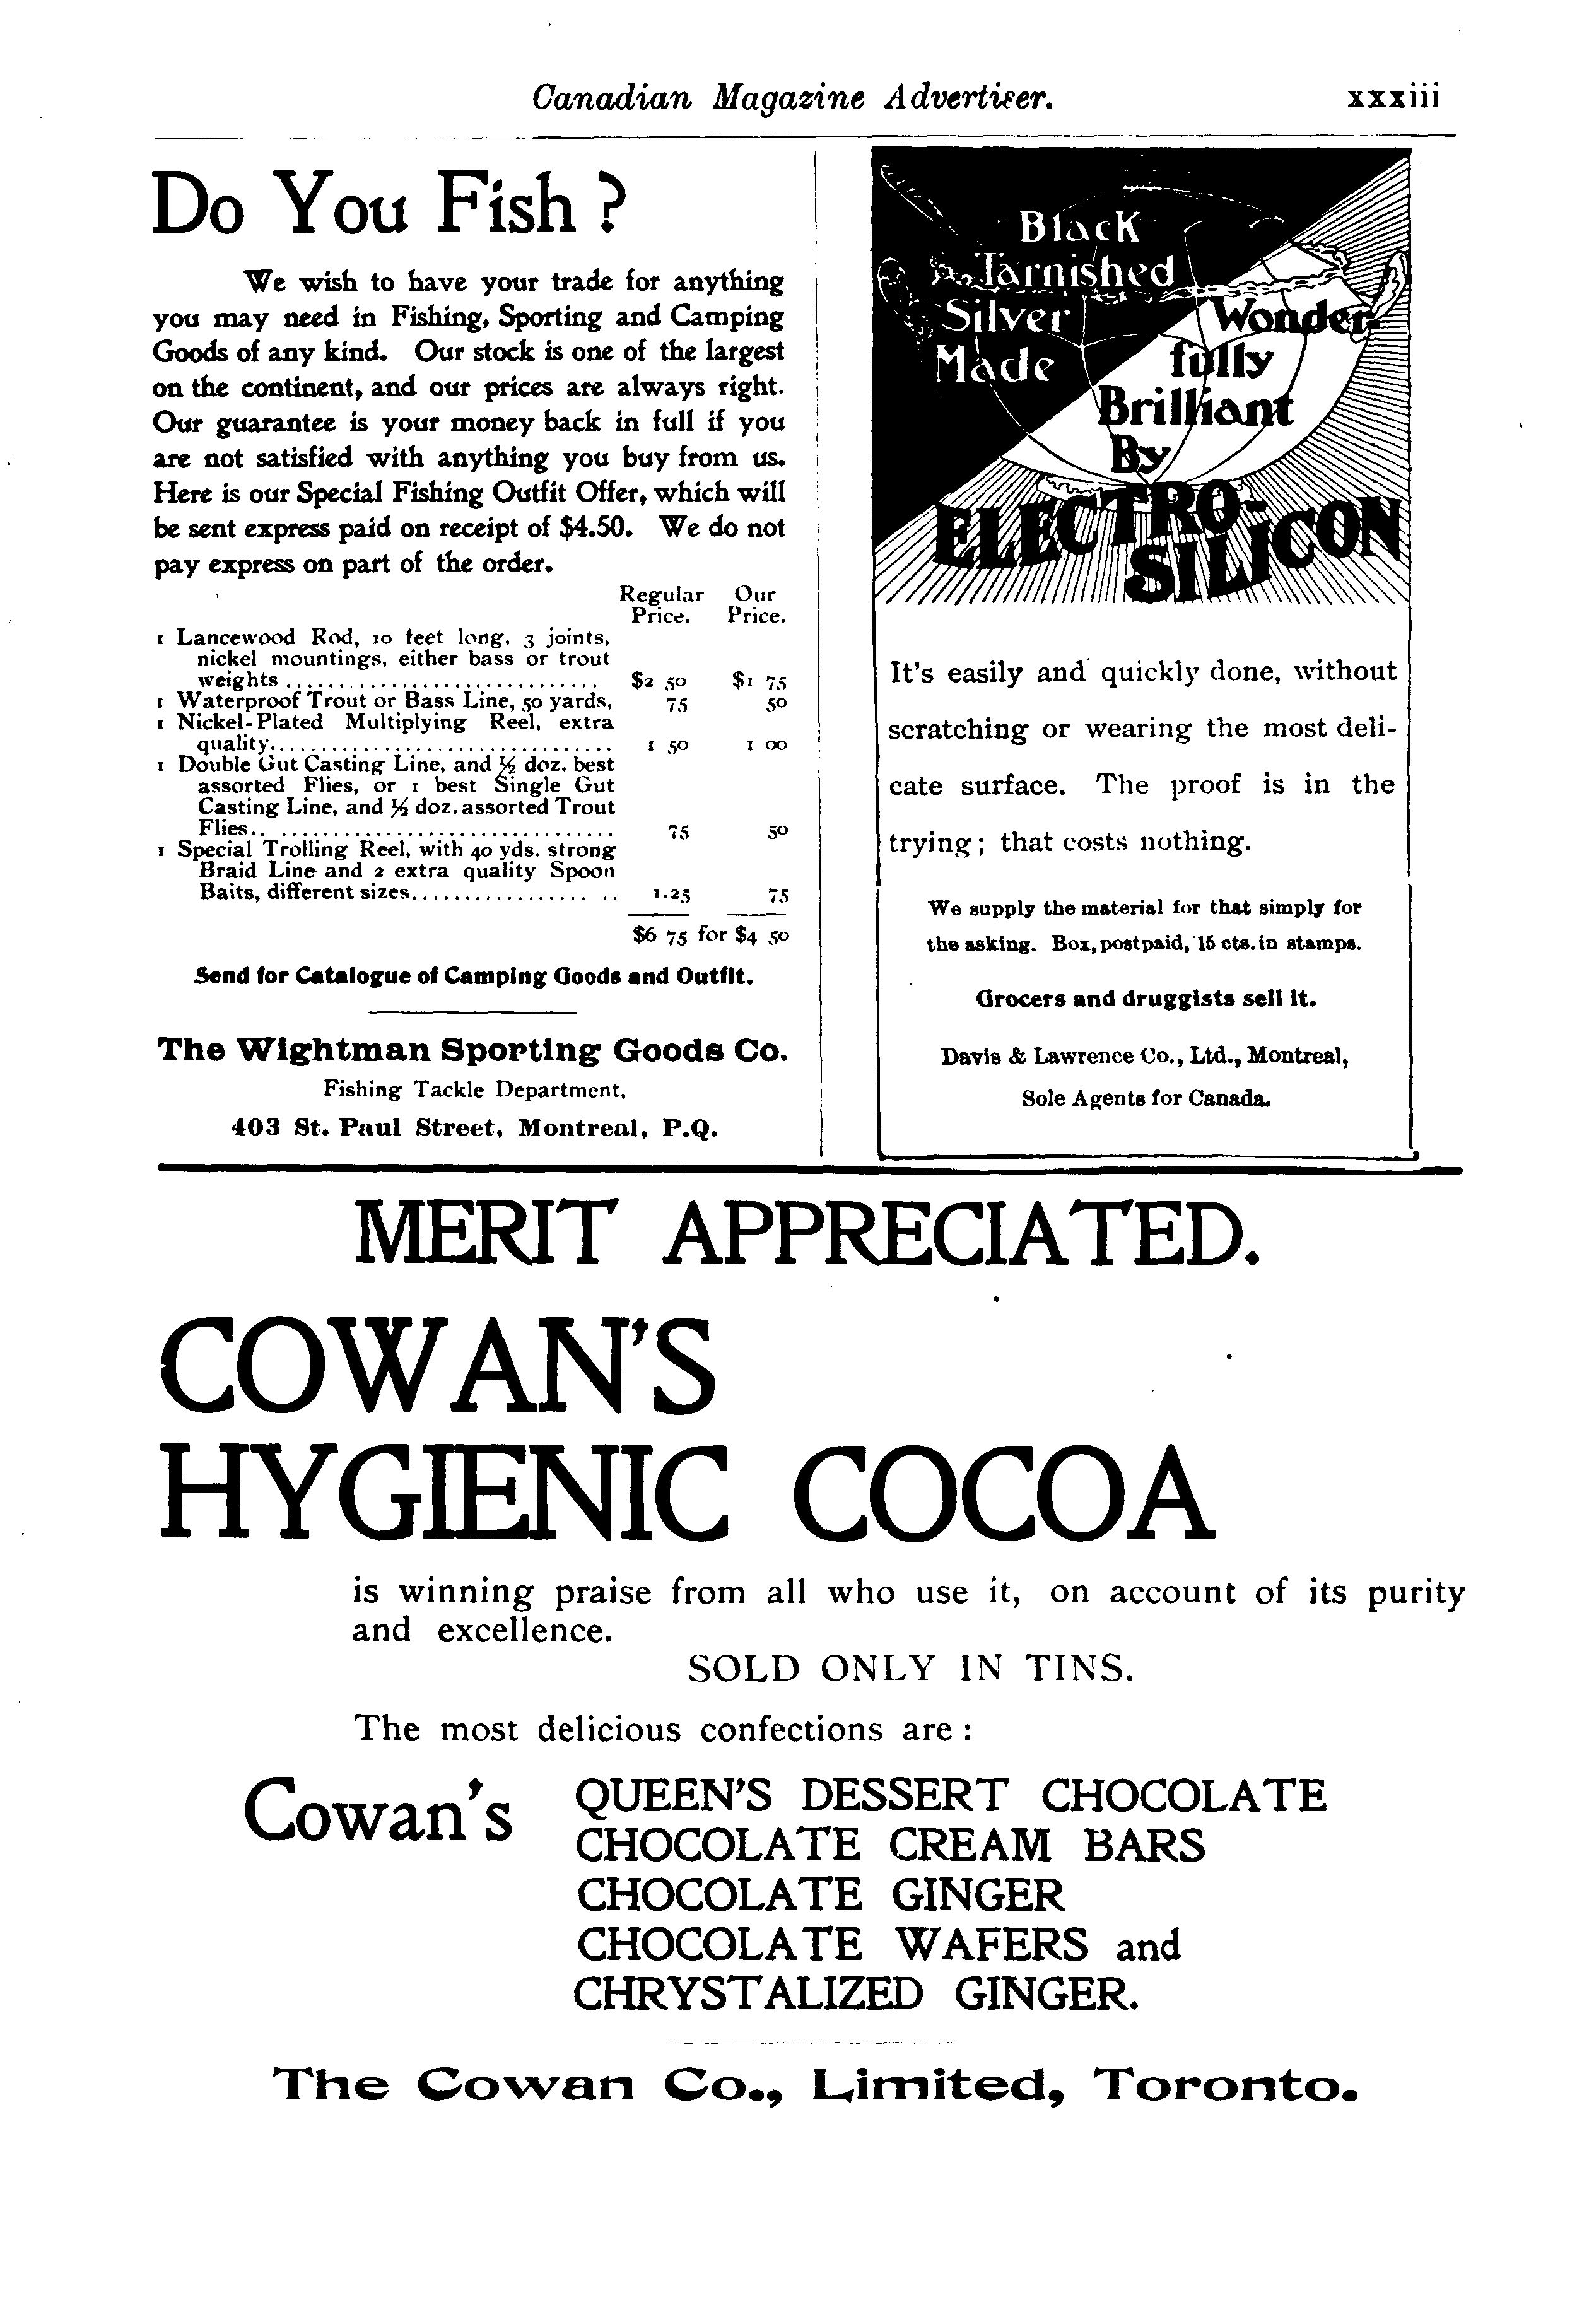 Canadian Magazine Advertiser. xxxiii
Do You Fish ?
We wish to have your trade for anything
you may need in Fishing, Sporting and Camping
Goods of any kind. Our stock is one of the largest
on the continent, and our prices are always right.
Our guarantee is your money back in full if you
are not satisfied with anything you buy from us.
Here is our Special Fishing Outfit Offer, which will
be sent express paid on receipt of $4.50. We do not
pay express on part of the order.
Regular Our
Price. Price.
1 Lancewood Rod, 10 feet long, 3 joints,
nickel mountings, either bass or trout
weights .............................. $2 50 $1 75
1 Waterproof Trout or Bass Line, 50 yards, 75 50
1 Nickel-Plated Multiplying Reel, extra
quality................................. 1 50 1 00
1 Double Gut Casting Line, and ½ doz. best
assorted Flies, or 1 best Single Gut
Casting Line, and ½ doz. assorted Trout
Flies.. ................................ 75 50
1 Special Trolling Reel, with 40 yds. strong
Braid Line and 2 extra quality Spoon
Baits, different sizes................. .. 1.25 75
$6 75 for $4 50
Send for Catalogue of Camping Goods and Outfit.
The Wightman Sporting Goods Co.
Fishing Tackle Department,
403 St. Paul Street, Montreal, P.Q.
Black
Tarnished
Silver
Made
Wonder-
fully
Brilliant
By
ELECTRO-
SILICON
It's easily and quickly done, without
scratching or wearing the most deli-
cate surface. The proof is in the
trying; that costs nothing.
We supply the material for that simply for
the asking. Box, postpaid, 15 cts. in stamps.
Grocers and druggists sell it.
Davis & Lawrence Co., Ltd., Montreal,
Sole Agents for Canada.
MERIT APPRECIATED.
COWAN'S
HYGIENIC COCOA
is winning praise from all who use it, on account of its purity
and excellence.
SOLD ONLY IN TINS.
The most delicious confections are :
Cowan's
QUEEN'S DESSERT CHOCOLATE
CHOCOLATE CREAM BARS
CHOCOLATE GINGER
CHOCOLATE WAFERS and
CHRYSTALIZED GINGER.
The Cowan Co., Limited, Toronto.